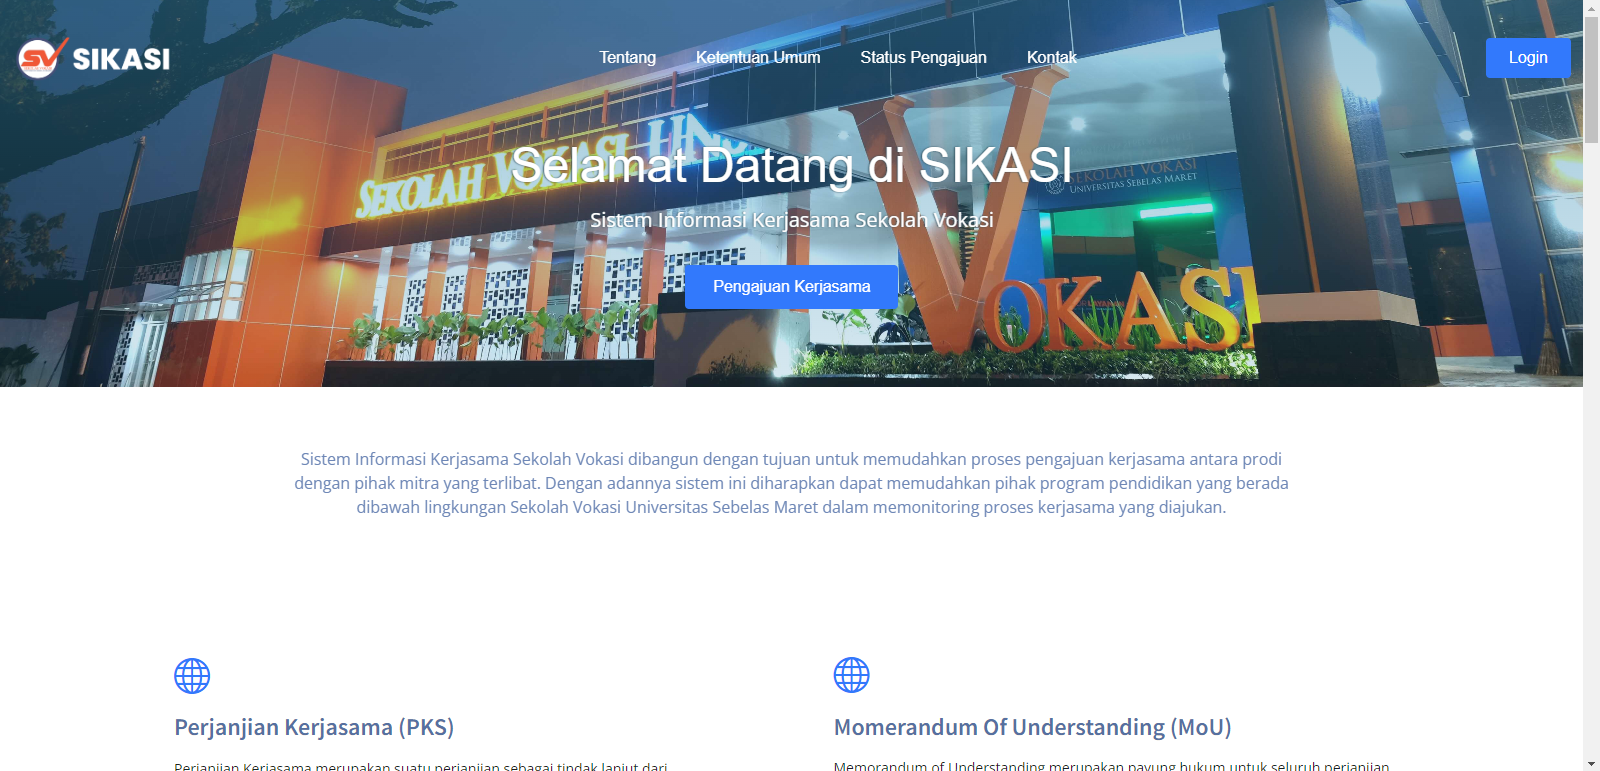 SV SIKASI
Tentang
Ketentuan Umum
Status Pengajuan
Kontak
Login
SEKOLAH VOKASI UNS
Selamat Datang di SIKASI
SEKOLAH VOKASI
UNIVERSITAS SEBELAS MARET
Sistem Informasi Kerjasama Sekolah Vokasi
Pengajuan Kerjasama
VOKASI
Sistem Informasi Kerjasama Sekolah Vokasi dibangun dengan tujuan untuk memudahkan proses pengajuan kerjasama antara prodi
dengan pihak mitra yang terlibat. Dengan adannya sistem ini diharapkan dapat memudahkan pihak program pendidikan yang berada
dibawah lingkungan Sekolah Vokasi Universitas Sebelas Maret dalam memonitoring proses kerjasama yang diajukan.
Perjanjian Kerjasama (PKS)
Perjanjian Kerjasama merupakan suatu perjanjian sebagai tindak lanjut dari
Momerandum Of Understanding (MoU)
Memorandum of Understanding merupakan payung hukum untuk seluruh perjanjian